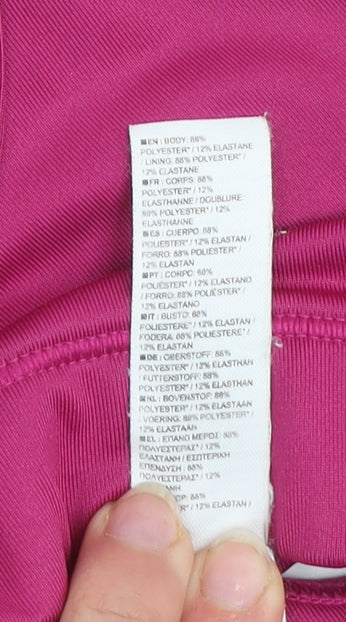 ■EN : BODY: 88%
POLYESTER* / 12% ELASTANE
/ LINING: 88% POLYESTER* /
12% ELASTANE
■FR : CORPS: 88%
POLYESTER* / 12%
ELASTHANNE / DOUBLURE:
88% POLYESTER* / 12%
ELASTHANNE
■ES : CUERPO: 88%
POLIESTER* / 12% ELASTAN /
FORRO: 88% POLIESTER* /
12% ELASTAN
■PT : CORPO: 88%
POLIÉSTER* / 12% ELASTANO
/ FORRO: 88% POLIÉSTER* /
12% ELASTANO
■IT : BUSTO: 88%
POLIESTERE* / 12% ELASTAN /
FODERA: 88% POLIESTERE* /
12% ELASTAN
■DE : OBERSTOFF: 88%
POLYESTER* / 12% ELASTHAN
/ FUTTERSTOFF: 88%
POLYESTER* / 12% ELASTHAN
■NL : BOVENSTOF: 88%
POLYESTER* / 12% ELASTAAN
/ VOERING: 88% POLYESTER* /
12% ELASTAAN
■EL : ΕΠΑΝΩ ΜΕΡΟΣ: 88%
ΠΟΛΥΕΣΤΕΡΑΣ* / 12%
ΕΛΑΣΤΑΝΗ / ΕΣΩΤΕΡΙΚΗ
ΕΠΕΝΔΥΣΗ : 88%
ΠΟΛΥΕΣΤΕΡΑΣ* / 12%
88%
12% ELASTAN /